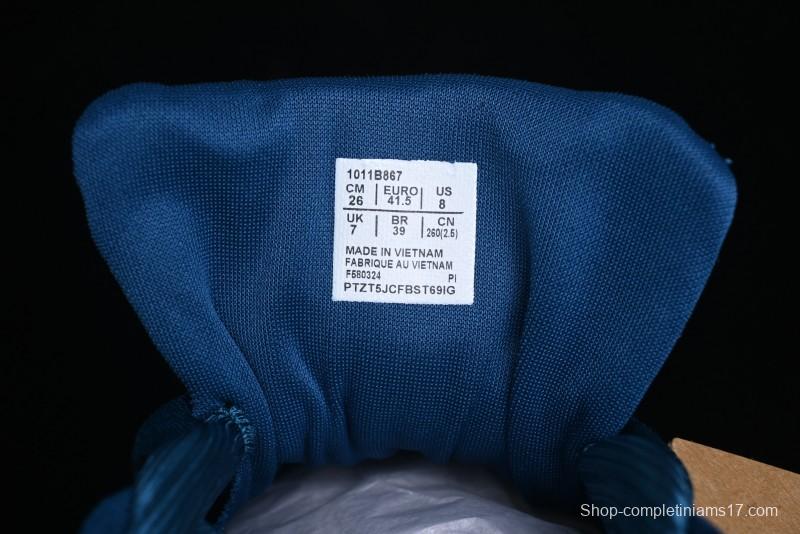 1011B867
CM | EURO | US
26 | 41.5 | 8
UK | BR | CN
7 | 39 | 260(2.5)
MADE IN VIETNAM
FABRIQUE AU VIETNAM
F580324 PI
PTZT5JCFBST69IG
Shop-completiniams17.com